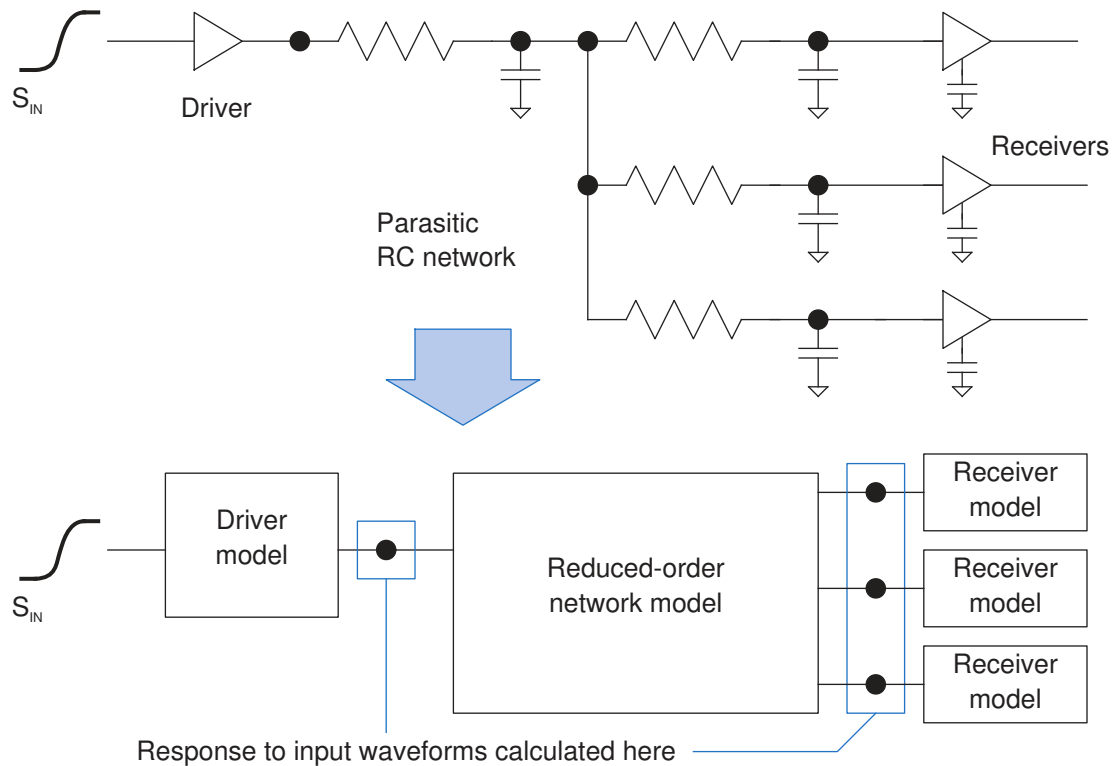 S_IN
Driver
Receivers
Parasitic
RC network
Driver
model
S_IN
Reduced-order
network model
Receiver
model
Receiver
model
Receiver
model
Response to input waveforms calculated here